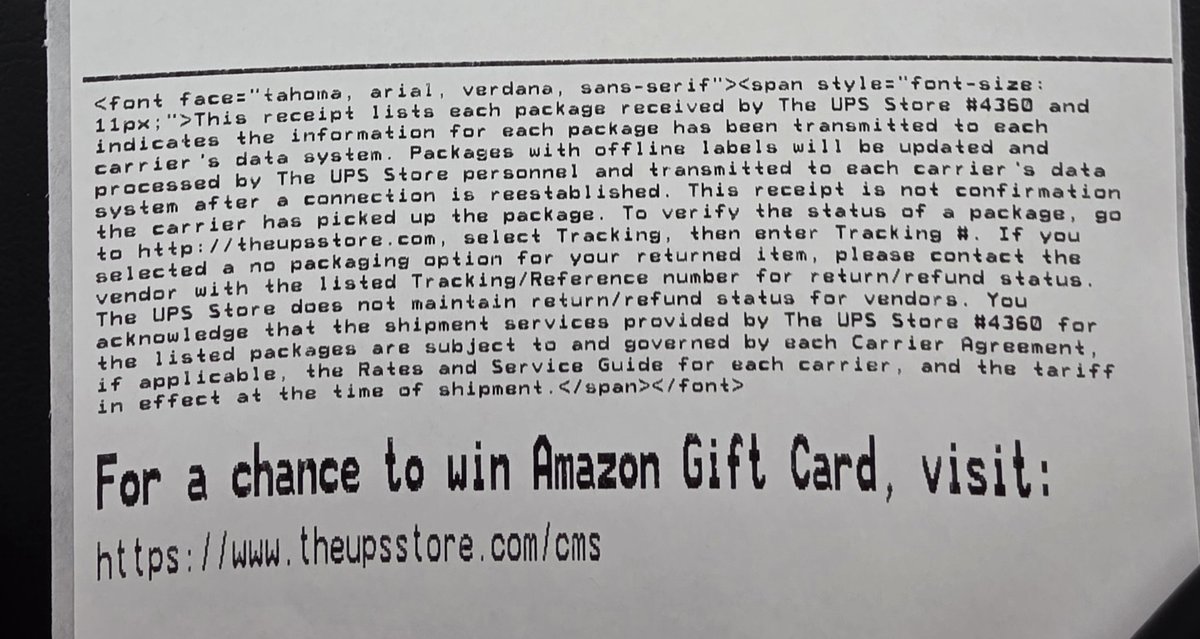 <font face="tahoma, arial, verdana, sans-serif"><span style="font-size:
11px;">This receipt lists each package received by The UPS Store #4360 and
indicates the information for each package has been transmitted to each
carrier's data system. Packages with offline labels will be updated and
processed by The UPS Store personnel and transmitted to each carrier's data
system after a connection is reestablished. This receipt is not confirmation
the carrier has picked up the package. To verify the status of a package, go
to http://theupsstore.com, select Tracking, then enter Tracking #. If you
selected a no packaging option for your returned item, please contact the
vendor with the listed Tracking/Reference number for return/refund status.
The UPS Store does not maintain return/refund status for vendors. You
acknowledge that the shipment services provided by The UPS Store #4360 for
the listed packages are subject to and governed by each Carrier Agreement,
if applicable, the Rates and Service Guide for each carrier, and the tariff
in effect at the time of shipment.</span></font>
For a chance to win Amazon Gift Card, visit:
https://www.theupsstore.com/cms